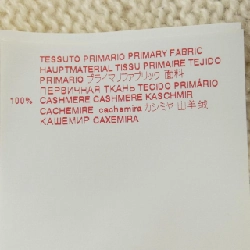 TESSUTO PRIMARIO PRIMARY FABRIC
HAUPTMATERIAL TISSU PRIMAIRE TEJIDO
PRIMARIO プライマリファブリック 面料
ПЕРВИЧНАЯ ТКАНЬ TECIDO PRIMÁRIO
100% CASHMERE CASHMERE KASCHMIR
CACHEMIRE cachemira カシミヤ 山羊绒
КАШЕМИР CAXEMIRA